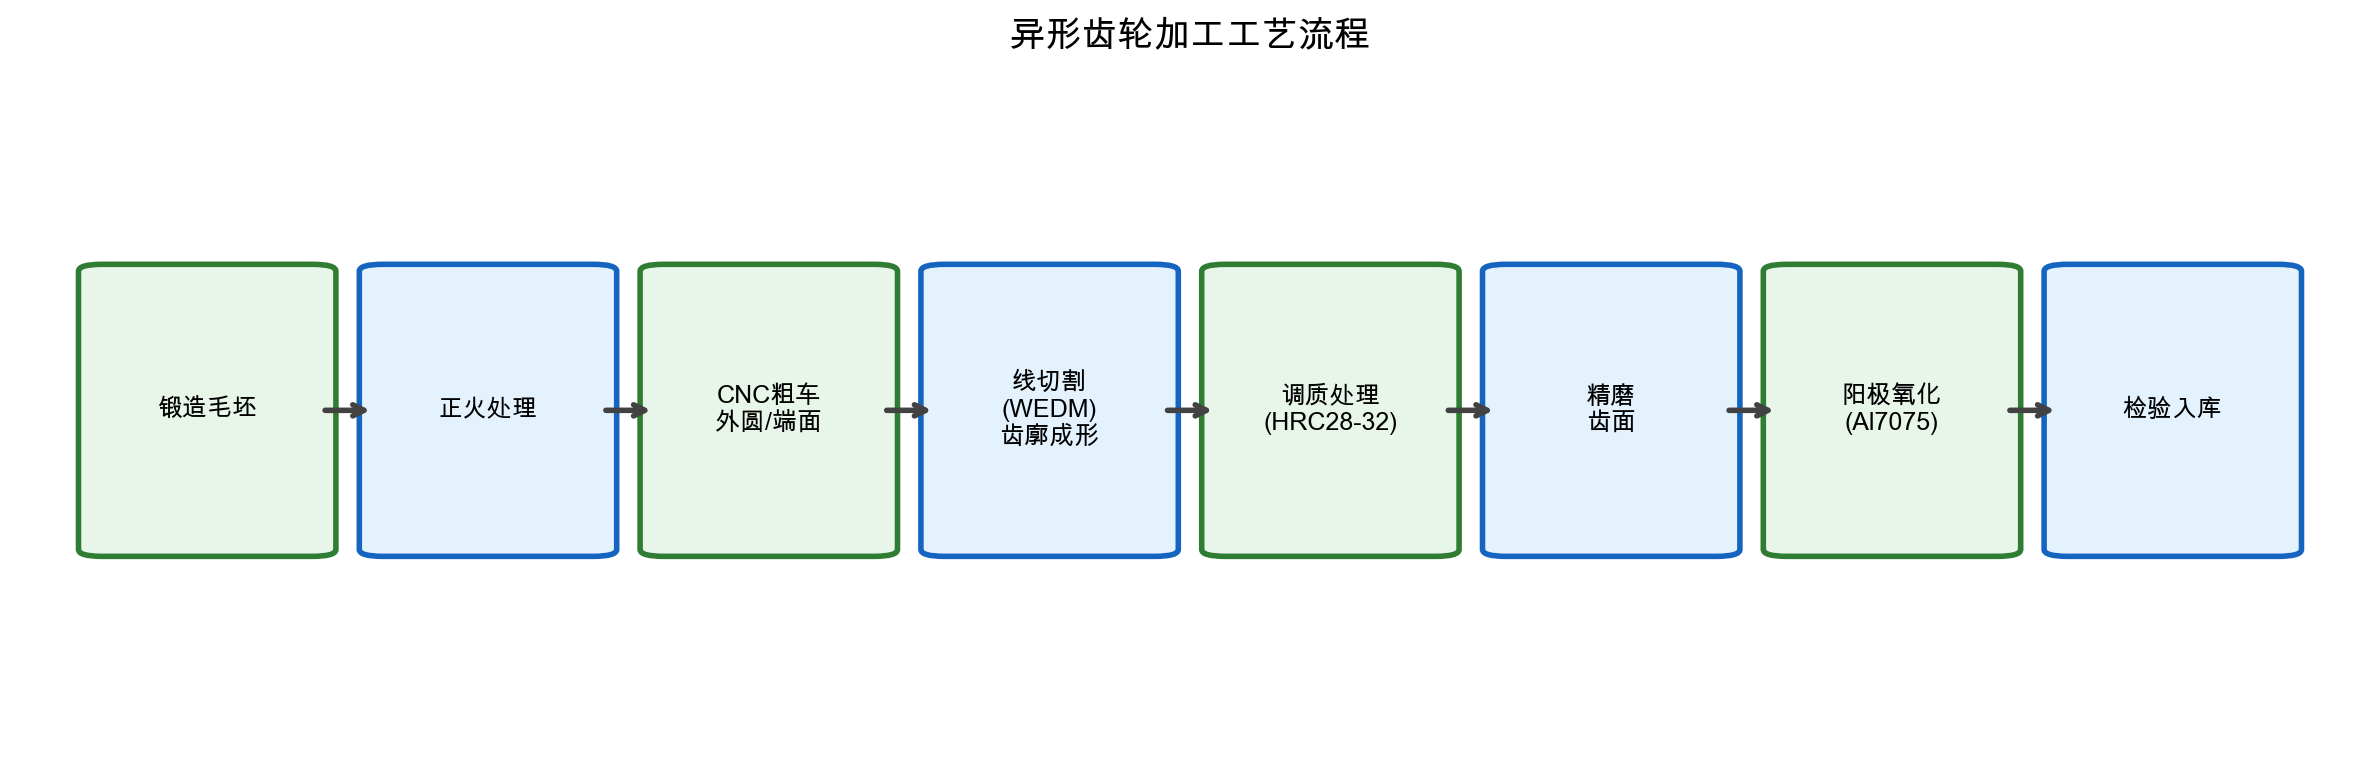 异形齿轮加工工艺流程
锻造毛坯
正火处理
CNC粗车
外圆/端面
线切割
(WEDM)
齿廓成形
调质处理
(HRC28-32)
精磨
齿面
阳极氧化
(Al7075)
检验入库